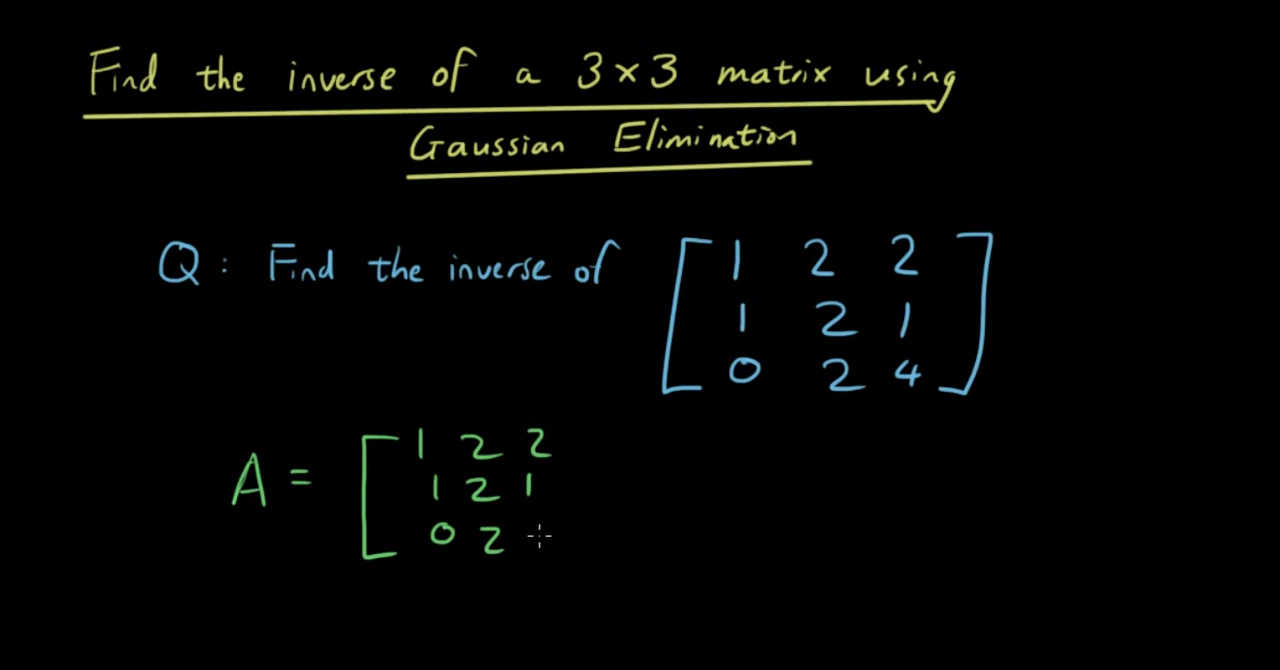 Find the inverse of a 3×3 matrix using
Gaussian Elimination
Q: Find the inverse of [1 2 2
1 2 1
0 2 4]
A = [1 2 2
1 2 1
0 2